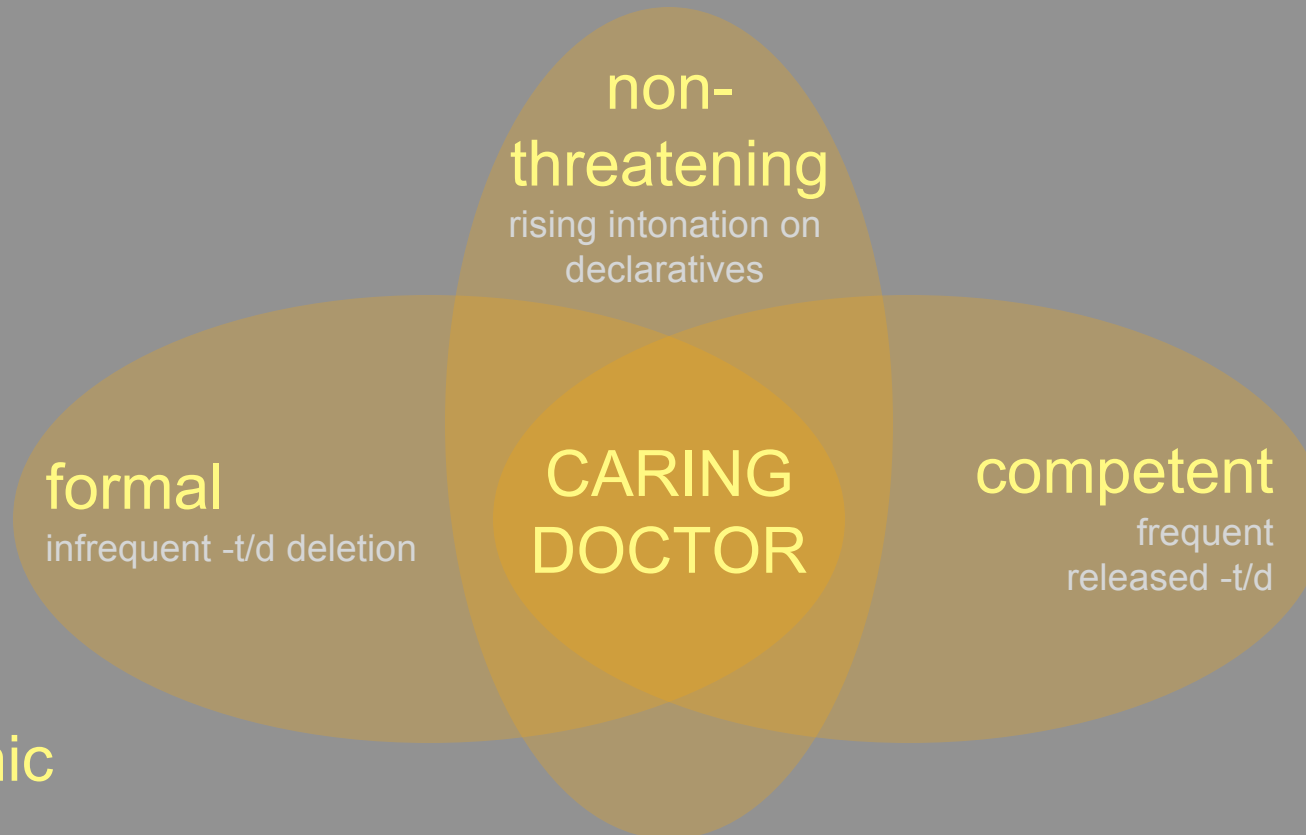 non-
threatening
rising intonation on
declaratives
formal
infrequent -t/d deletion
CARING
DOCTOR
competent
frequent
released -t/d